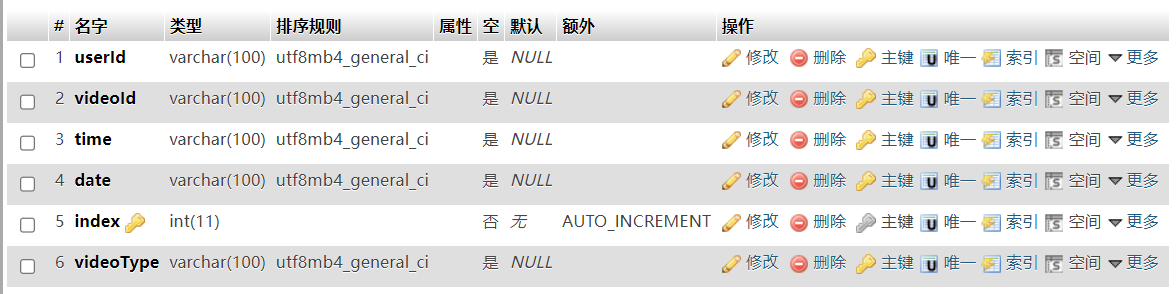 # 名字 类型 排序规则 属性 空 默认 额外 操作
1 userId varchar(100) utf8mb4_general_ci 是 NULL 修改 删除 主键 U 唯一 索引 S 空间 更多
2 videoId varchar(100) utf8mb4_general_ci 是 NULL 修改 删除 主键 U 唯一 索引 S 空间 更多
3 time varchar(100) utf8mb4_general_ci 是 NULL 修改 删除 主键 U 唯一 索引 S 空间 更多
4 date varchar(100) utf8mb4_general_ci 是 NULL 修改 删除 主键 U 唯一 索引 S 空间 更多
5 index int(11) 否 无 AUTO_INCREMENT 修改 删除 主键 U 唯一 索引 S 空间 更多
6 videoType varchar(100) utf8mb4_general_ci 是 NULL 修改 删除 主键 U 唯一 索引 S 空间 更多